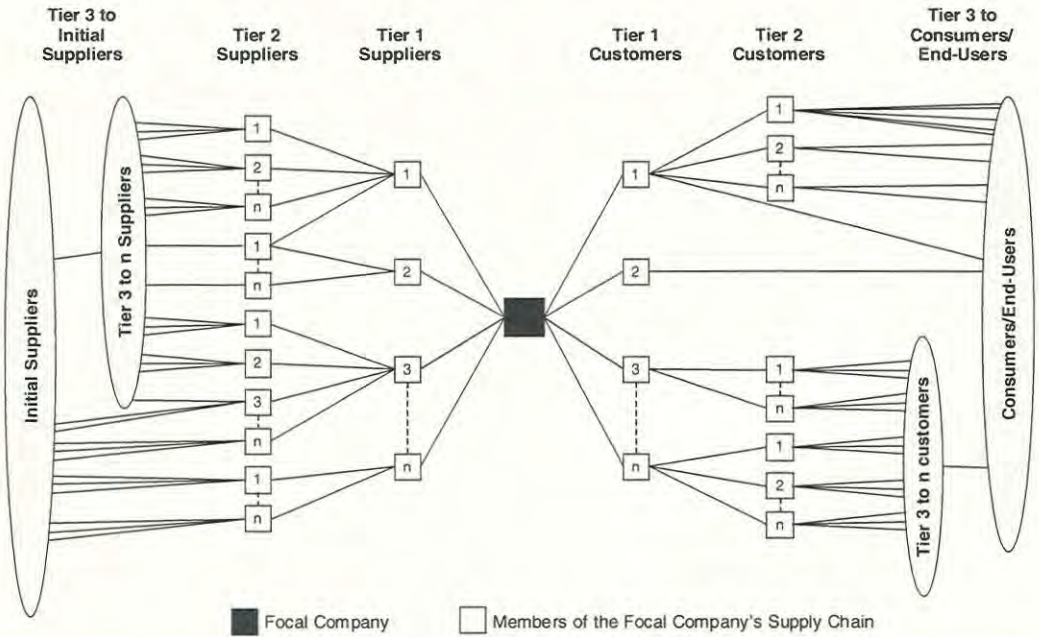 Tier 3 to
Initial
Suppliers
Tier 2
Suppliers
Tier 1
Suppliers
Tier 1
Customers
Tier 2
Customers
Tier 3 to
Consumers/
End-Users
Initial Suppliers
Tier 3 to n Suppliers
1
2
n
1
n
1
2
3
n
1
n
1
2
3
n
1
2
3
n
1
2
n
1
n
1
2
n
Tier 3 to n customers
Consumers/End-Users
Focal Company
Members of the Focal Company's Supply Chain